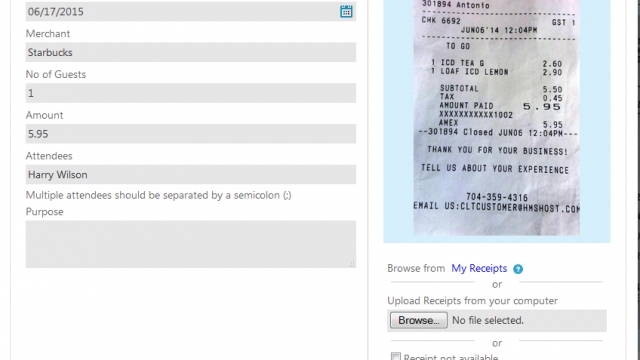 06/17/2015
Merchant
Starbucks
No of Guests
1
Amount
5.95
Attendees
Harry Wilson
Multiple attendees should be separated by a semicolon (;)
Purpose
301894 Antonio
CHK 6692 GST 1
JUN06'14 12:04PM
TO GO
1 ICD TEA G 2.60
1 LOAF ICD LEMON 2.90
SUBTOTAL 5.50
TAX 0.45
AMOUNT PAID 5.95
XXXXXXXXXXX1002
AMEX 5.95
--301894 Closed JUN06 12:04PM---
THANK YOU FOR YOUR BUSINESS!
TELL US ABOUT YOUR EXPERIENCE
704-359-4316
EMAIL US:CLTCUSTOMER@HMSHOST.COM
Browse from My Receipts ?
or
Upload Receipts from your computer
Browse... No file selected.
or
Receipt not available